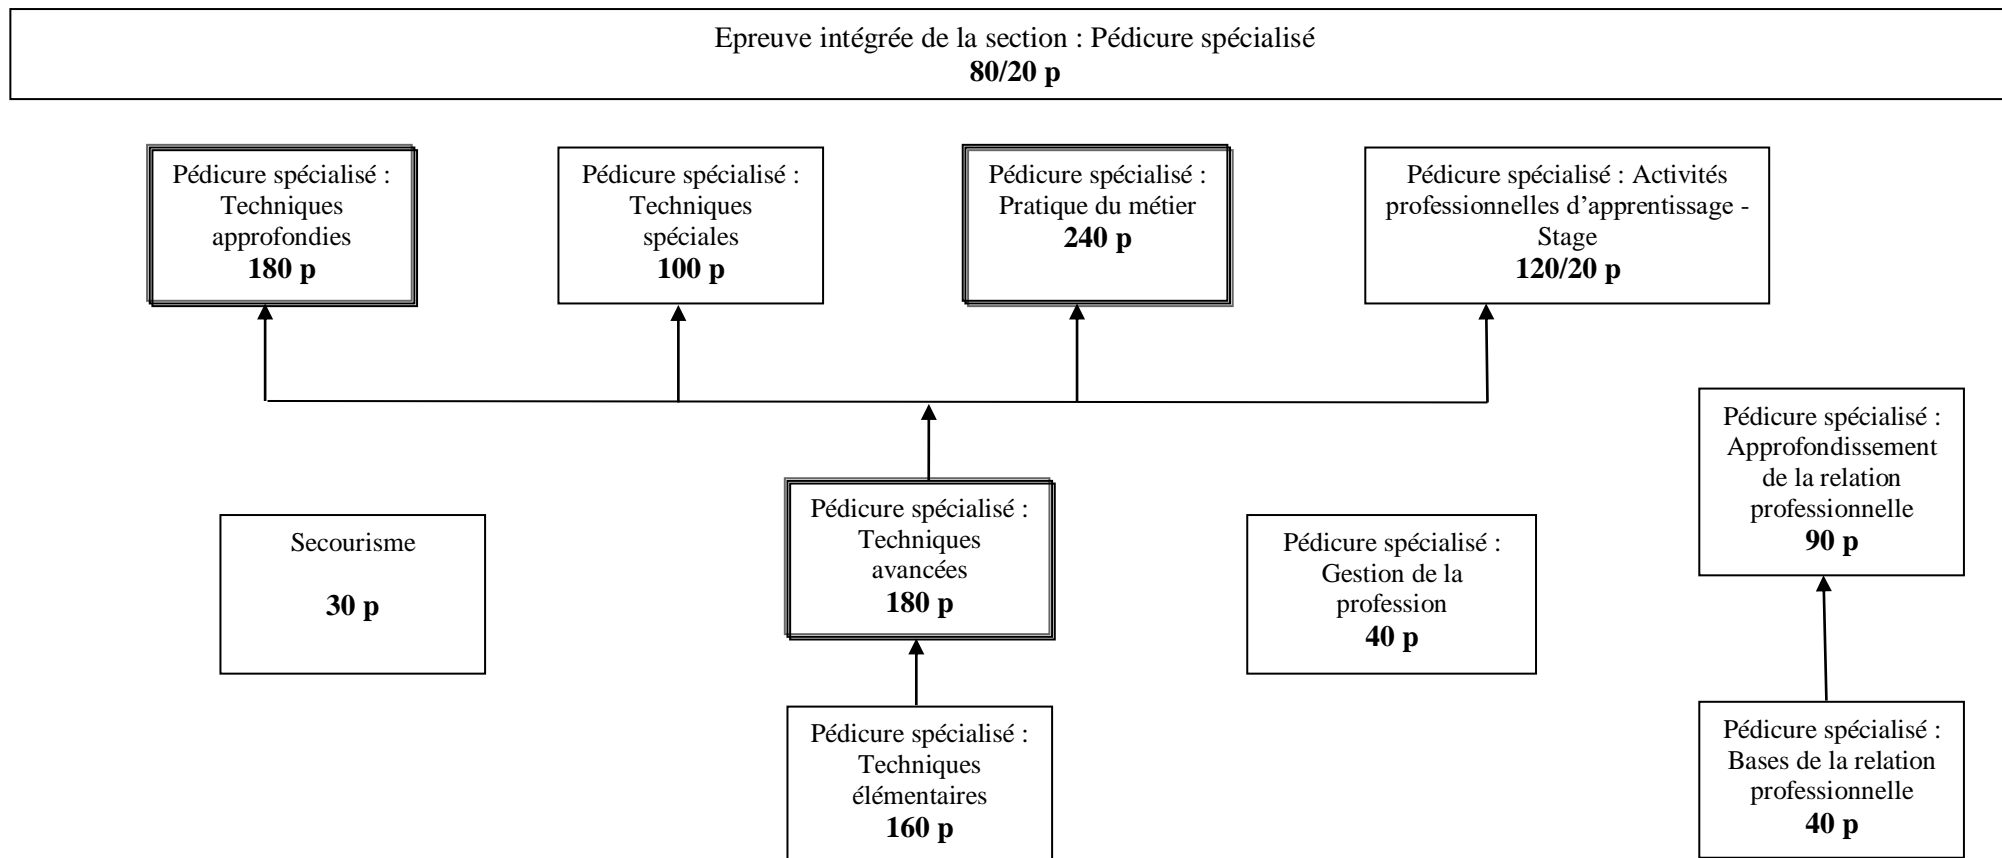 Epreuve intégrée de la section : Pédicure spécialisé
80/20 p
Pédicure spécialisé :
Techniques
approfondies
180 p
Pédicure spécialisé :
Techniques
spéciales
100 p
Pédicure spécialisé :
Pratique du métier
240 p
Pédicure spécialisé : Activités
professionnelles d’apprentissage -
Stage
120/20 p
Pédicure spécialisé :
Approfondissement
de la relation
professionnelle
90 p
Secourisme
30 p
Pédicure spécialisé :
Techniques
avancées
180 p
Pédicure spécialisé :
Gestion de la
profession
40 p
Pédicure spécialisé :
Techniques
élémentaires
160 p
Pédicure spécialisé :
Bases de la relation
professionnelle
40 p